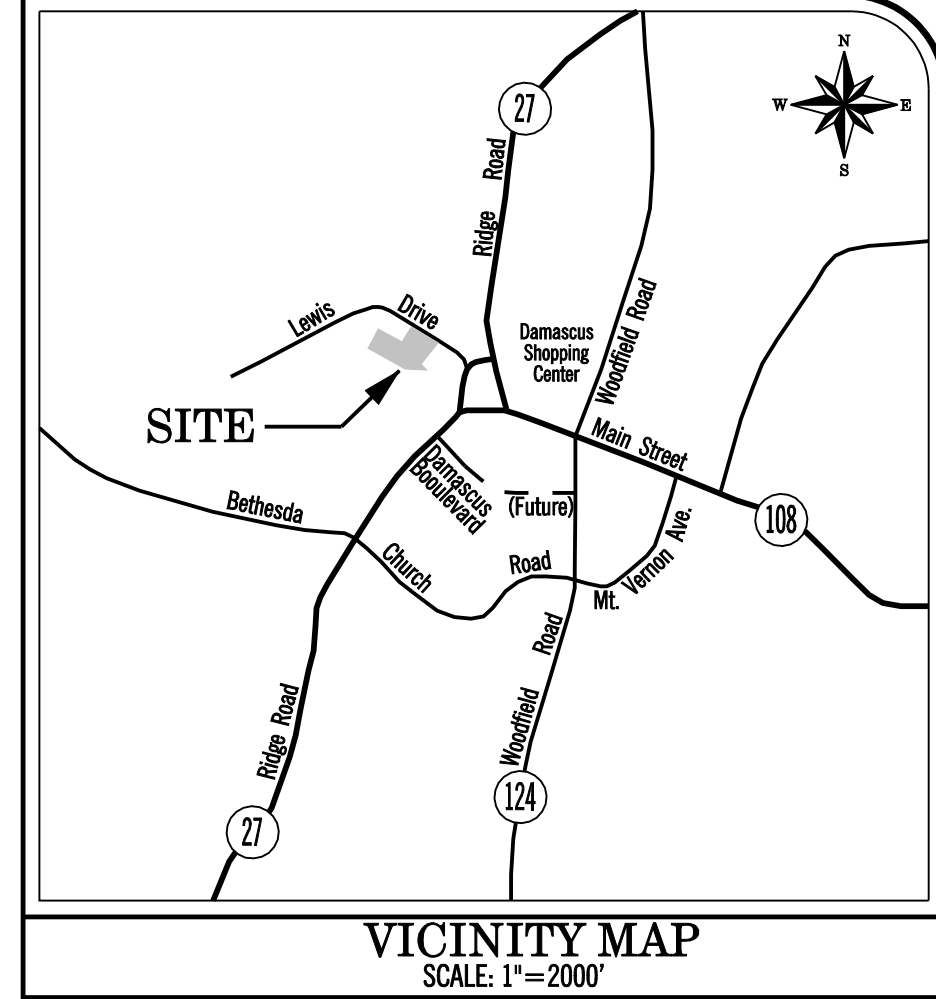 N
W E
S
27
Ridge Road
Woodfield Road
Lewis Drive
Damascus
Shopping
Center
SITE
Main Street
Damascus
Booulevard
(Future)
108
Bethesda Church Road
Mt. Vernon Ave.
Woodfield Road
Ridge Road
124
27
VICINITY MAP
SCALE: 1"=2000'